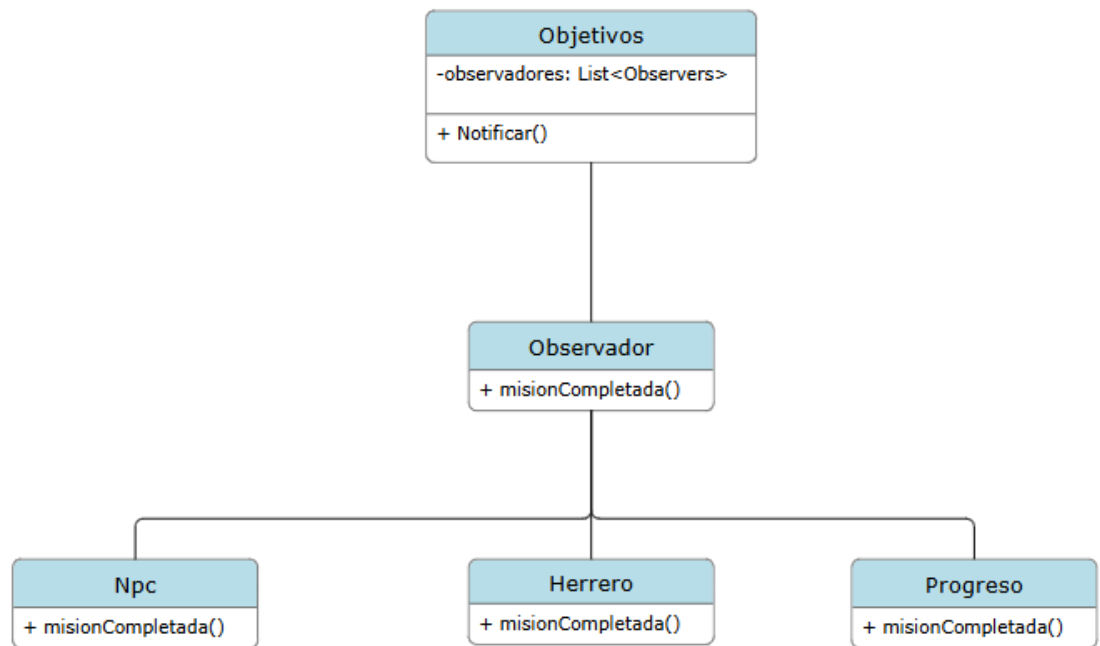 Objetivos
-observadores: List<Observers>
+ Notificar()
Observador
+ misionCompletada()
Npc
+ misionCompletada()
Herrero
+ misionCompletada()
Progreso
+ misionCompletada()